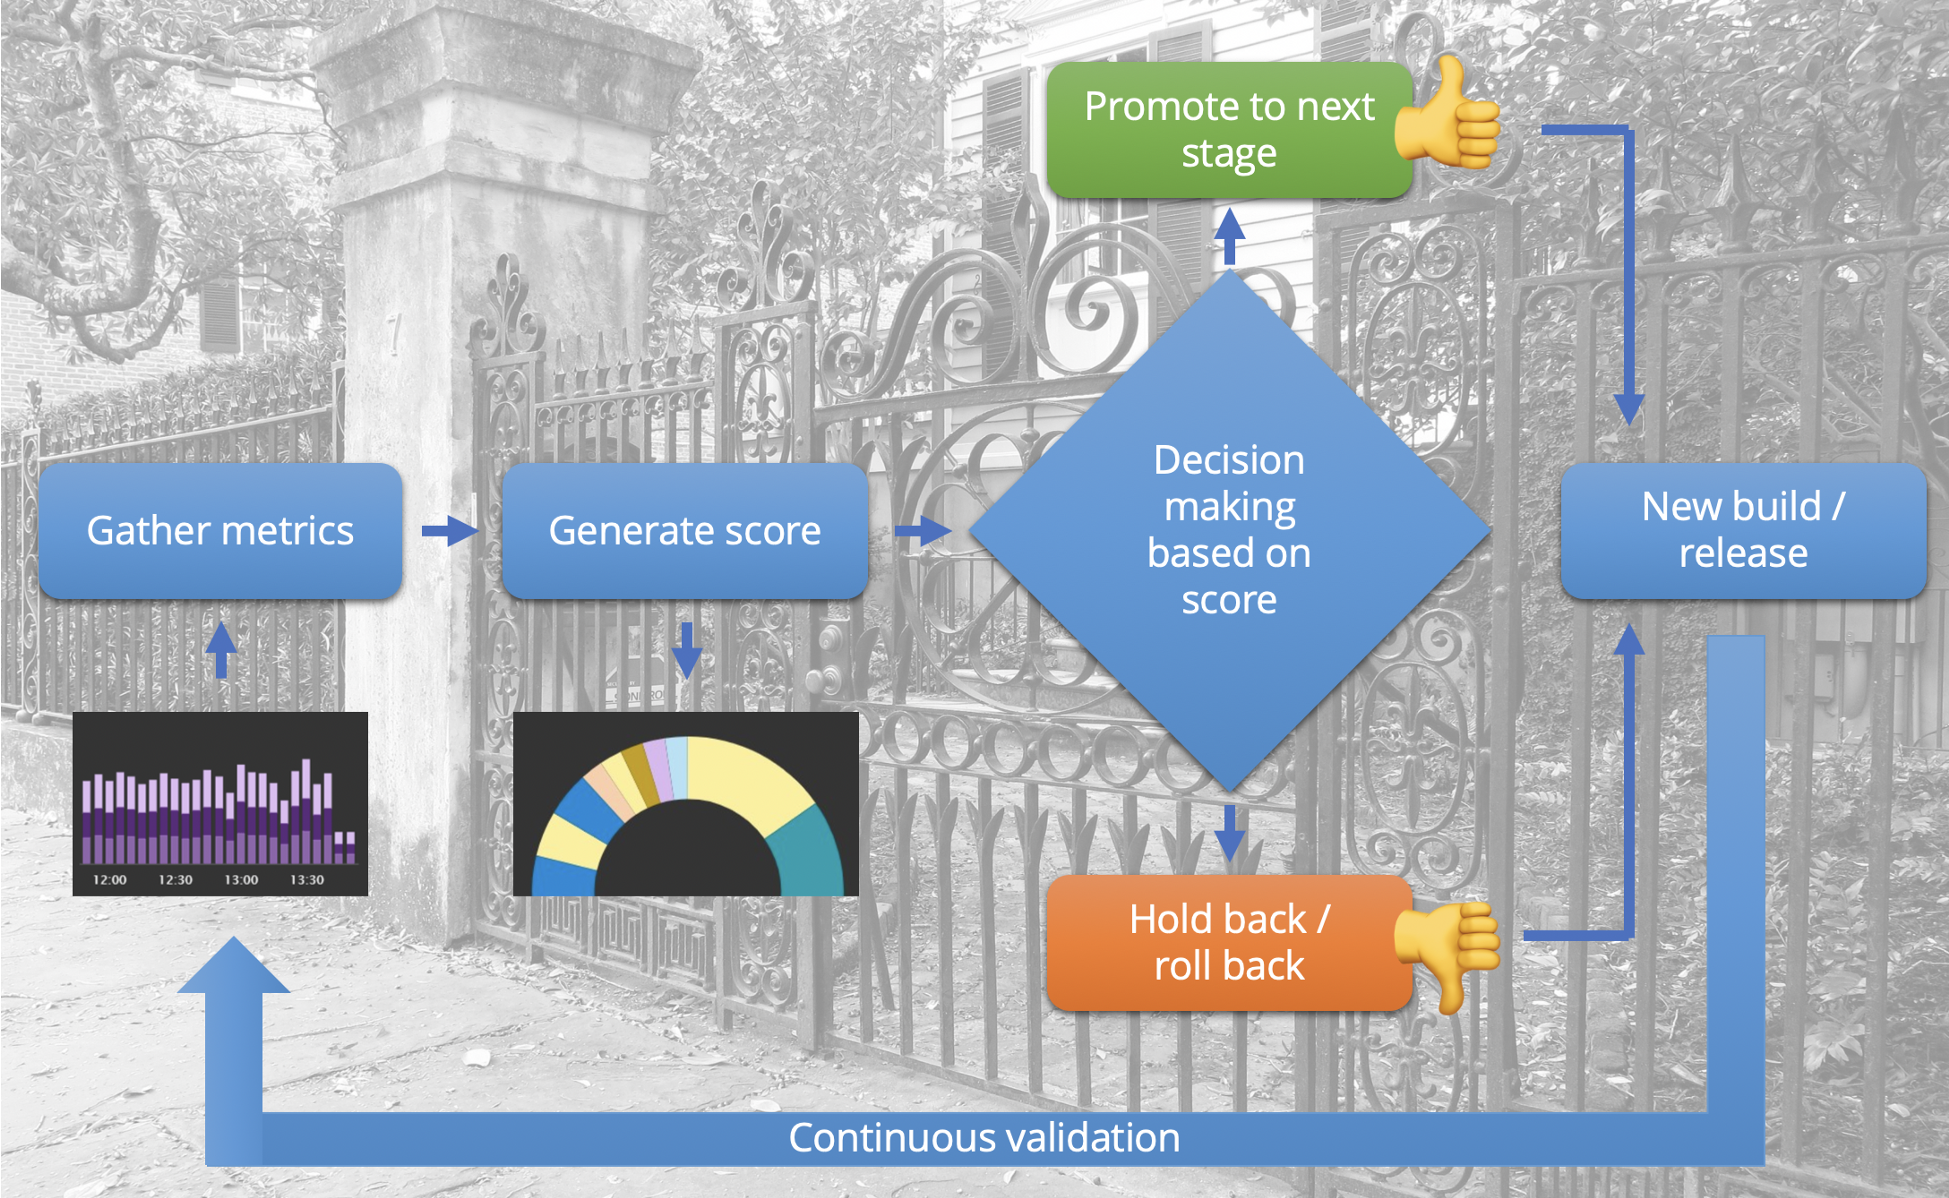 Promote to next
stage
Gather metrics
Generate score
Decision
making
based on
score
New build /
release
12:00 12:30 13:00 13:30
Hold back /
roll back
Continuous validation
7